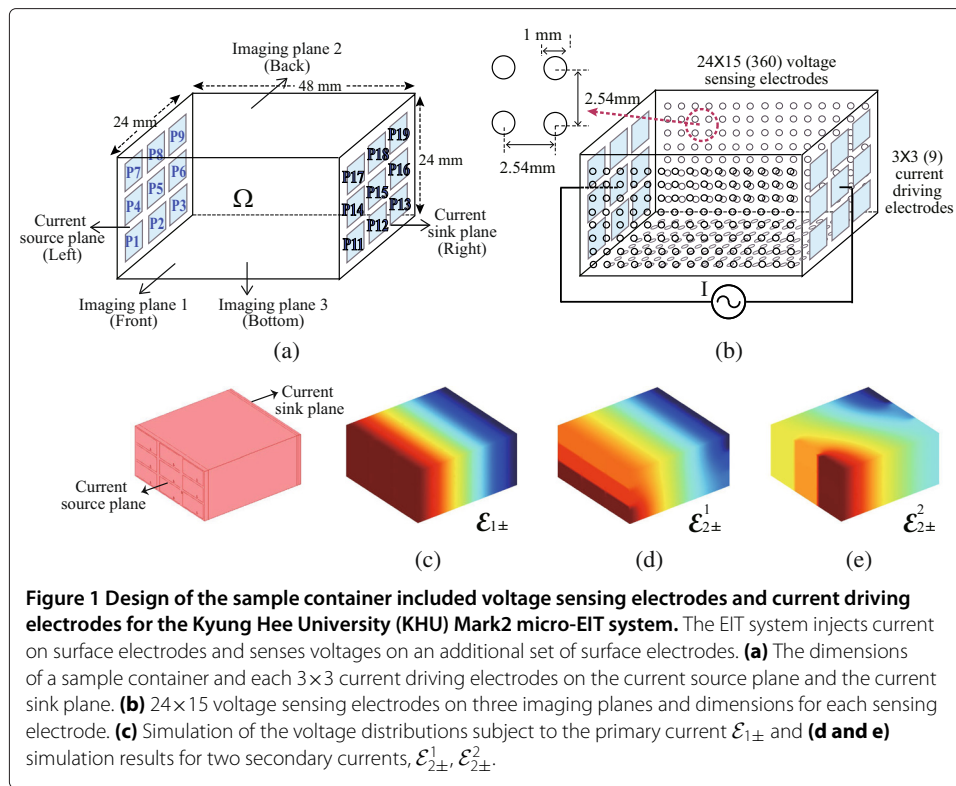 Imaging plane 2
(Back)
48 mm
24 mm
24 mm
P9
P8
P7
P6
P5
P4
P3
P2
P1
P19
P18
P17
P16
P15
P14
P13
P12
P11
Ω
Current
source plane
(Left)
Current
sink plane
(Right)
Imaging plane 1
(Front)
Imaging plane 3
(Bottom)
(a)
1 mm
24X15 (360) voltage
sensing electrodes
2.54mm
2.54mm
3X3 (9)
current
driving
electrodes
I
(b)
Current
sink plane
Current
source plane
ℰ1±
(c)
ℰ¹2±
(d)
ℰ²2±
(e)
Figure 1 Design of the sample container included voltage sensing electrodes and current driving
electrodes for the Kyung Hee University (KHU) Mark2 micro-EIT system. The EIT system injects current
on surface electrodes and senses voltages on an additional set of surface electrodes. (a) The dimensions
of a sample container and each 3×3 current driving electrodes on the current source plane and the current
sink plane. (b) 24×15 voltage sensing electrodes on three imaging planes and dimensions for each sensing
electrode. (c) Simulation of the voltage distributions subject to the primary current ℰ1± and (d and e)
simulation results for two secondary currents, ℰ¹2±, ℰ²2±.